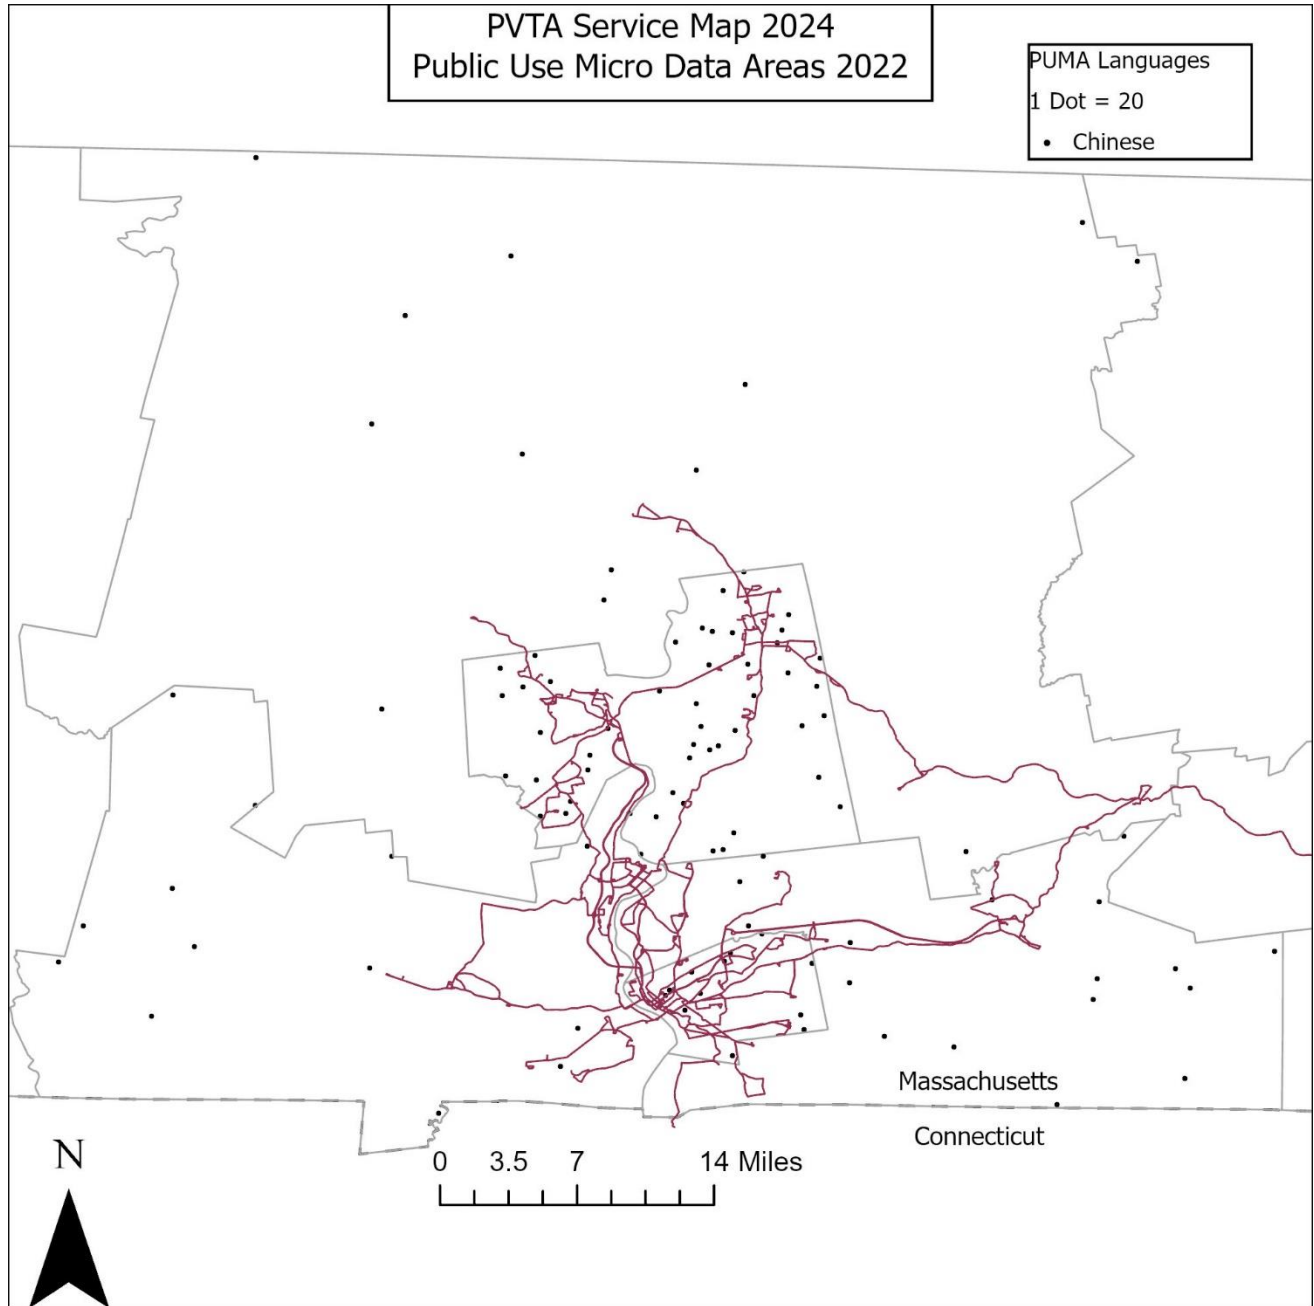 PVTA Service Map 2024
Public Use Micro Data Areas 2022
PUMA Languages
1 Dot = 20
Chinese
Massachusetts
Connecticut
N
0 3.5 7 14 Miles